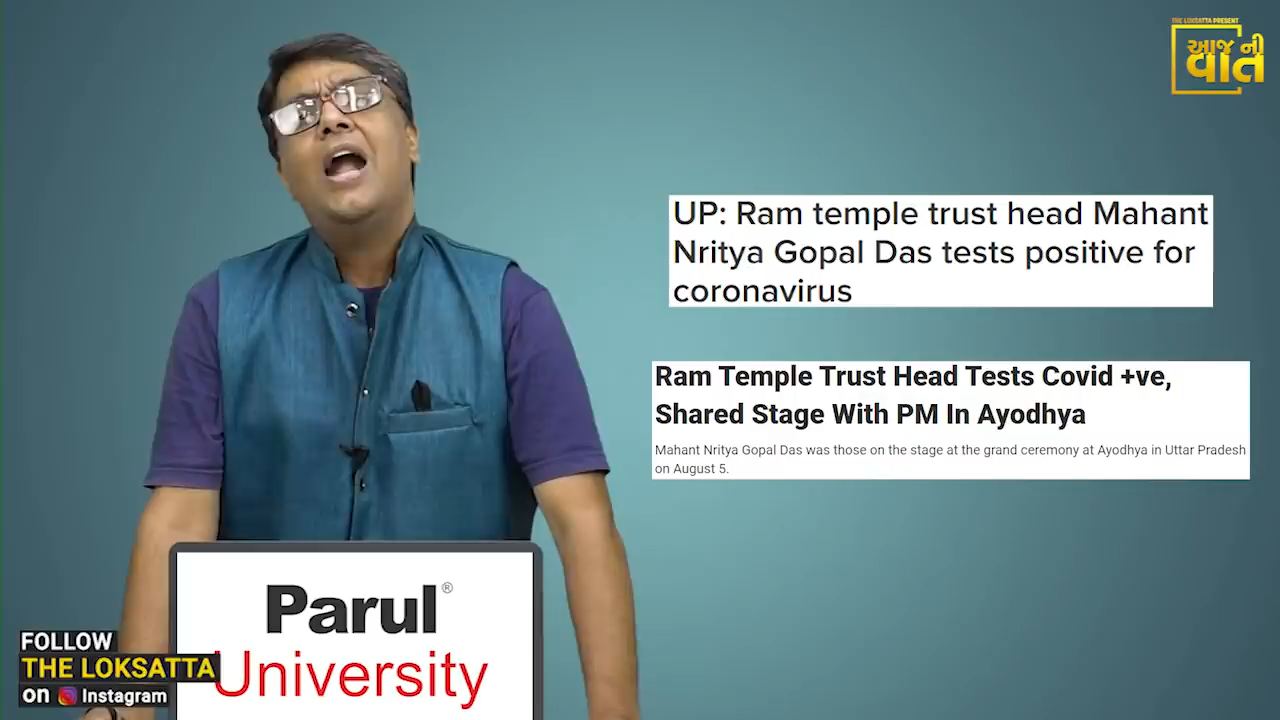 THE LOKSATTA PRESENT
આજ ની
વાત
UP: Ram temple trust head Mahant
Nritya Gopal Das tests positive for
coronavirus
Ram Temple Trust Head Tests Covid +ve,
Shared Stage With PM In Ayodhya
Mahant Nritya Gopal Das was those on the stage at the grand ceremony at Ayodhya in Uttar Pradesh
on August 5.
Parul®
University
FOLLOW
THE LOKSATTA
on Instagram